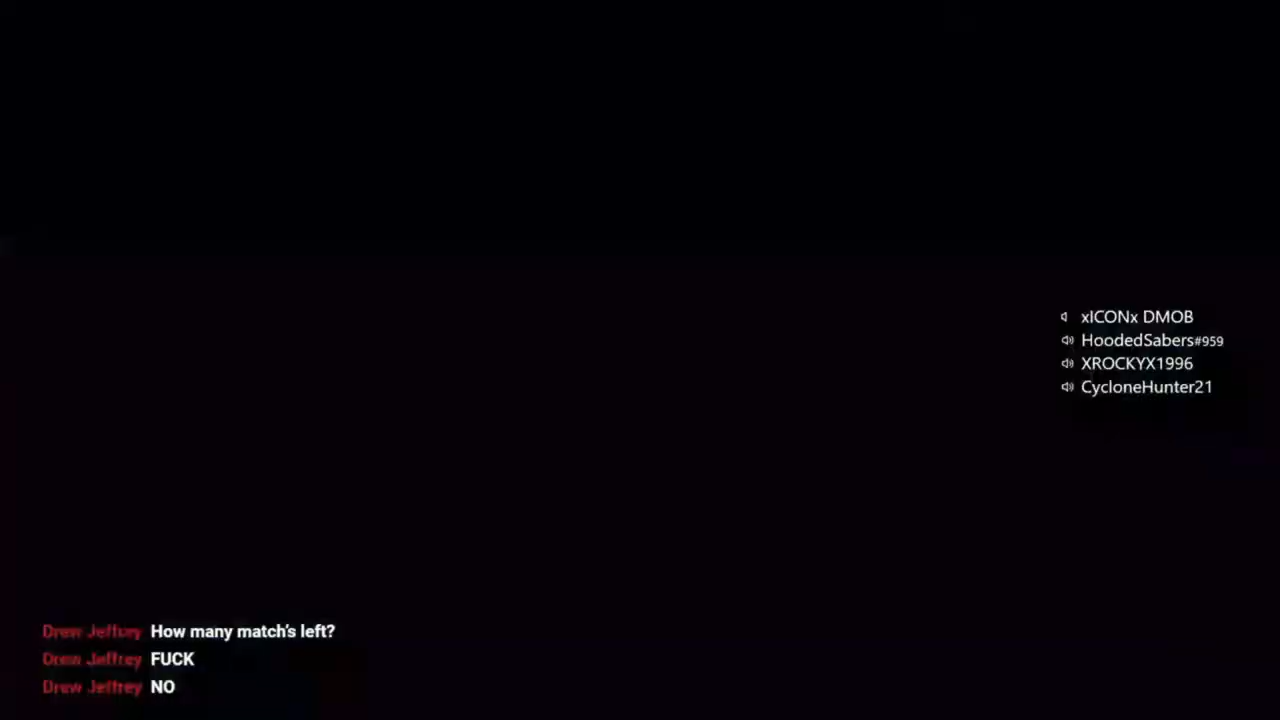 xICONx DMOB
HoodedSabers#959
XROCKYX1996
CycloneHunter21
Drew Jeffrey How many match's left?
Drew Jeffrey FUCK
Drew Jeffrey NO